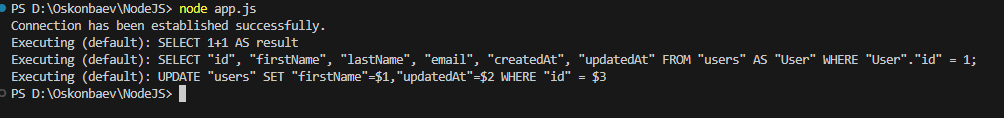 PS D:\Oskonbaev\NodeJS> node app.js
Connection has been established successfully.
Executing (default): SELECT 1+1 AS result
Executing (default): SELECT "id", "firstName", "lastName", "email", "createdAt", "updatedAt" FROM "users" AS "User" WHERE "User"."id" = 1;
Executing (default): UPDATE "users" SET "firstName"=$1,"updatedAt"=$2 WHERE "id" = $3
PS D:\Oskonbaev\NodeJS>